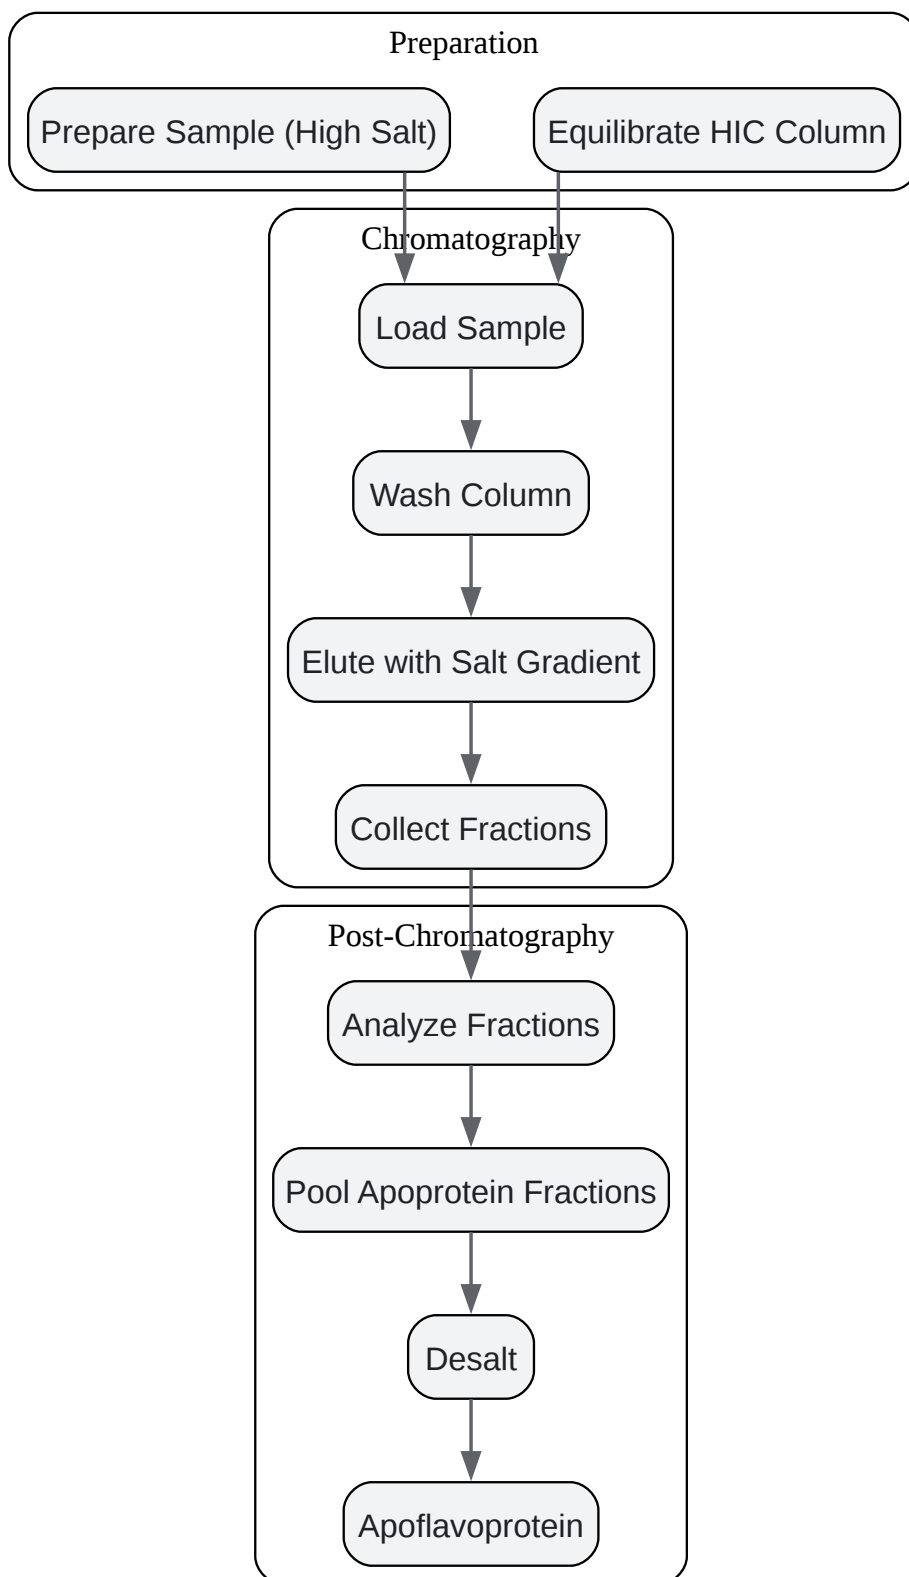 Preparation
Prepare Sample (High Salt)
Equilibrate HIC Column
Chromatography
Load Sample
Wash Column
Elute with Salt Gradient
Collect Fractions
Post-Chromatography
Analyze Fractions
Pool Apoprotein Fractions
Desalt
Apoflavoprotein